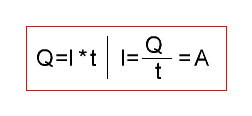 Q=I*t | I=Q/t=A